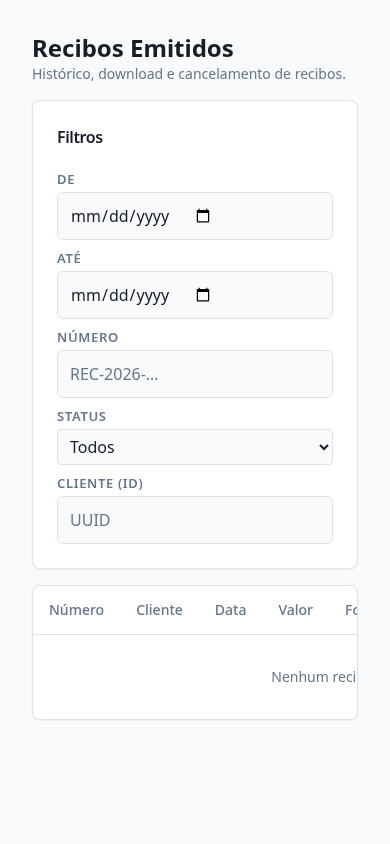 Recibos Emitidos
Histórico, download e cancelamento de recibos.
Filtros
DE
mm/dd/yyyy
ATÉ
mm/dd/yyyy
NÚMERO
REC-2026-...
STATUS
Todos
CLIENTE (ID)
UUID
Número Cliente Data Valor
Nenhum